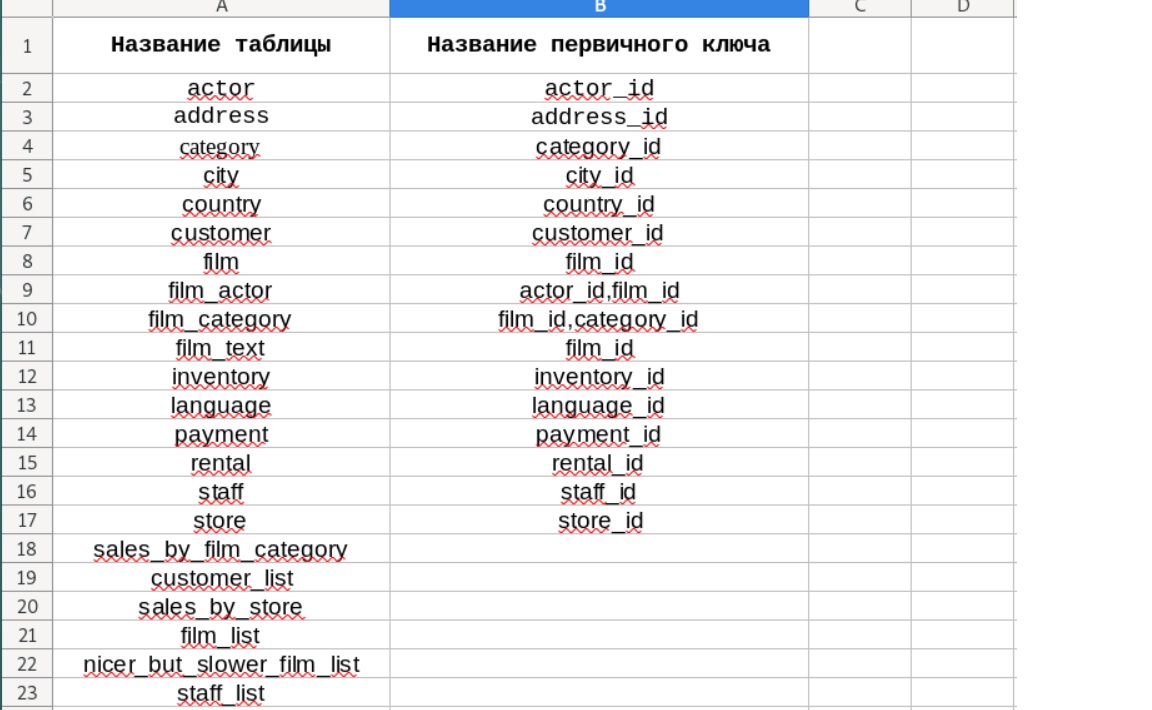 A B C D
1 Название таблицы Название первичного ключа
2 actor actor_id
3 address address_id
4 category category_id
5 city city_id
6 country country_id
7 customer customer_id
8 film film_id
9 film_actor actor_id,film_id
10 film_category film_id,category_id
11 film_text film_id
12 inventory inventory_id
13 language language_id
14 payment payment_id
15 rental rental_id
16 staff staff_id
17 store store_id
18 sales_by_film_category
19 customer_list
20 sales_by_store
21 film_list
22 nicer_but_slower_film_list
23 staff_list